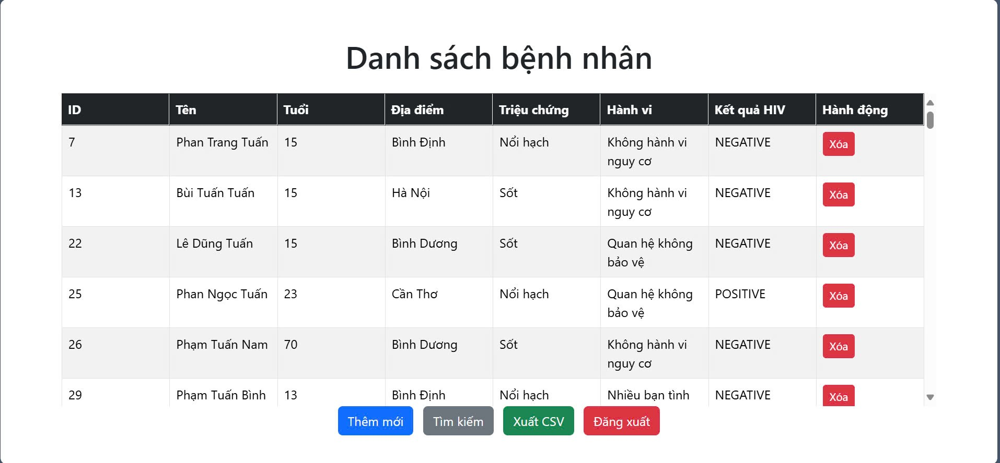 Danh sách bệnh nhân
ID Tên Tuổi Địa điểm Triệu chứng Hành vi Kết quả HIV Hành động
7 Phan Trang Tuấn 15 Bình Định Nổi hạch Không hành vi NEGATIVE Xóa
nguy cơ
13 Bùi Tuấn Tuấn 15 Hà Nội Sốt Không hành vi NEGATIVE Xóa
nguy cơ
22 Lê Dũng Tuấn 15 Bình Dương Sốt Quan hệ không NEGATIVE Xóa
bảo vệ
25 Phan Ngọc Tuấn 23 Cần Thơ Nổi hạch Quan hệ không POSITIVE Xóa
bảo vệ
26 Phạm Tuấn Nam 70 Bình Dương Sốt Không hành vi NEGATIVE Xóa
nguy cơ
29 Phạm Tuấn Bình 13 Bình Định Nổi hạch Nhiều bạn tình NEGATIVE Xóa
Thêm mới Tìm kiếm Xuất CSV Đăng xuất